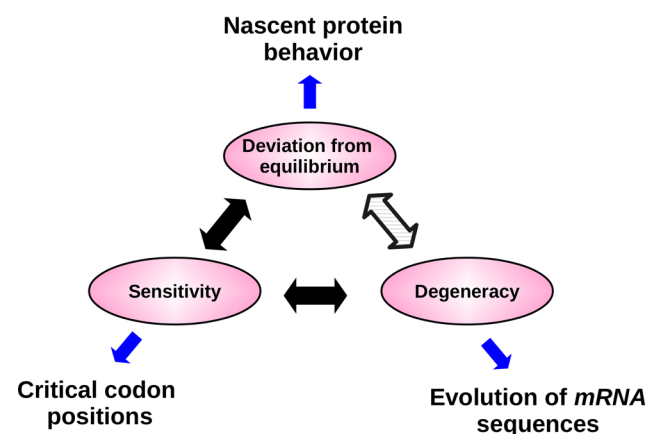 Nascent protein
behavior
Deviation from
equilibrium
Sensitivity
Degeneracy
Critical codon
positions
Evolution of mRNA
sequences